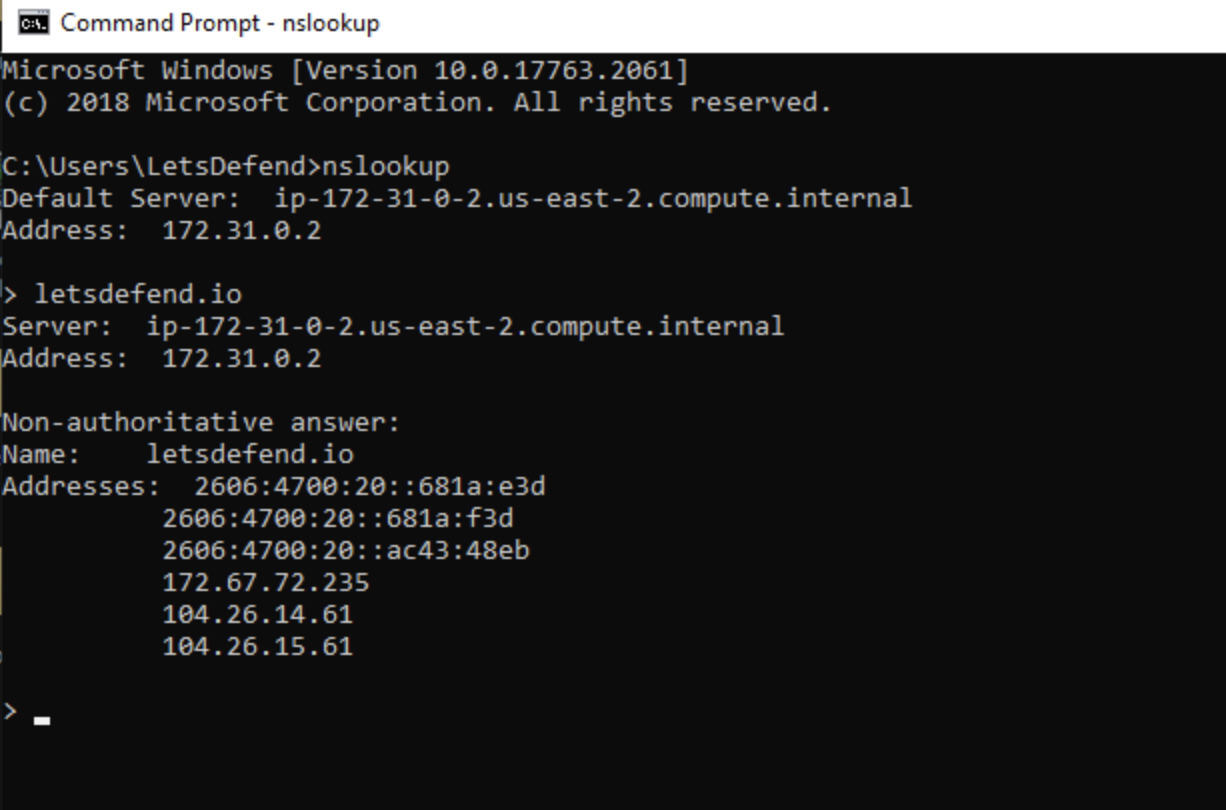 Command Prompt - nslookup
Microsoft Windows [Version 10.0.17763.2061]
(c) 2018 Microsoft Corporation. All rights reserved.
C:\Users\LetsDefend>nslookup
Default Server:  ip-172-31-0-2.us-east-2.compute.internal
Address:  172.31.0.2
> letsdefend.io
Server:  ip-172-31-0-2.us-east-2.compute.internal
Address:  172.31.0.2
Non-authoritative answer:
Name:    letsdefend.io
Addresses:  2606:4700:20::681a:e3d
2606:4700:20::681a:f3d
2606:4700:20::ac43:48eb
172.67.72.235
104.26.14.61
104.26.15.61
>